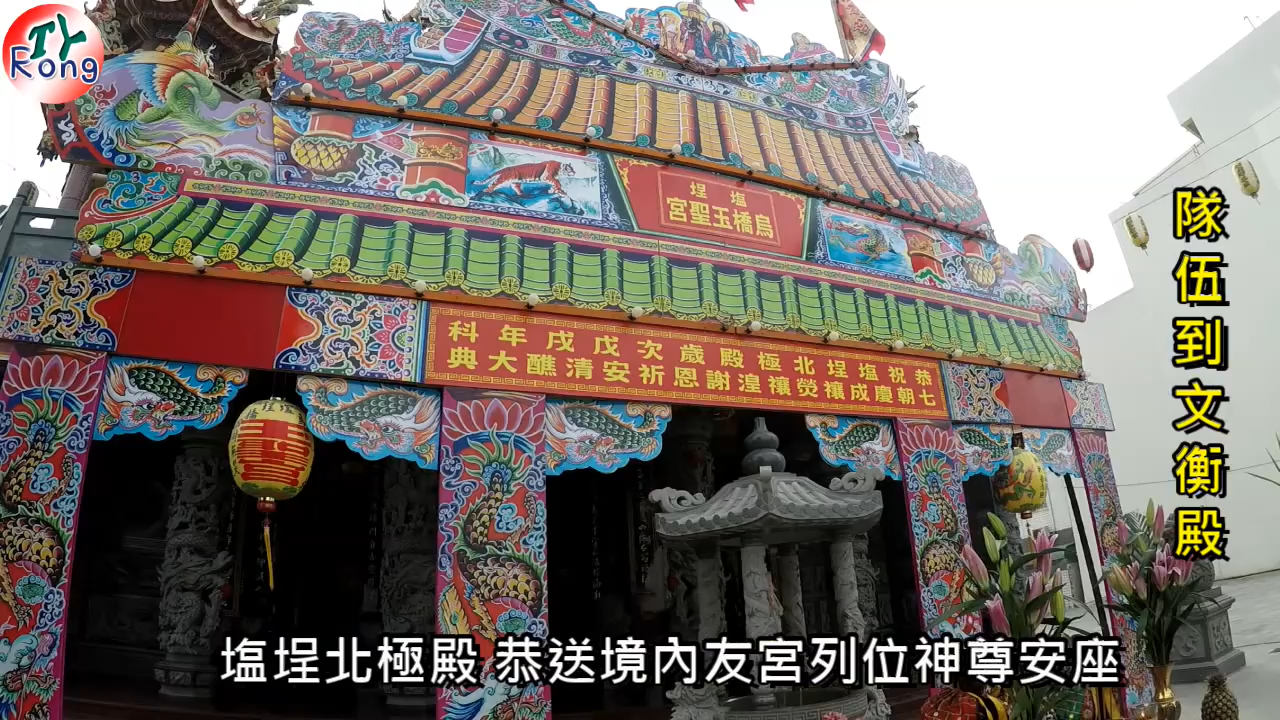 TY
Rong
塩埕
烏橋玉聖宮
恭祝塩埕北極殿歲次戊戌年科
七朝慶成禳熒禳湟謝恩祈安清醮大典
隊伍到文衡殿
塩埕北極殿 恭送境內友宮列位神尊安座